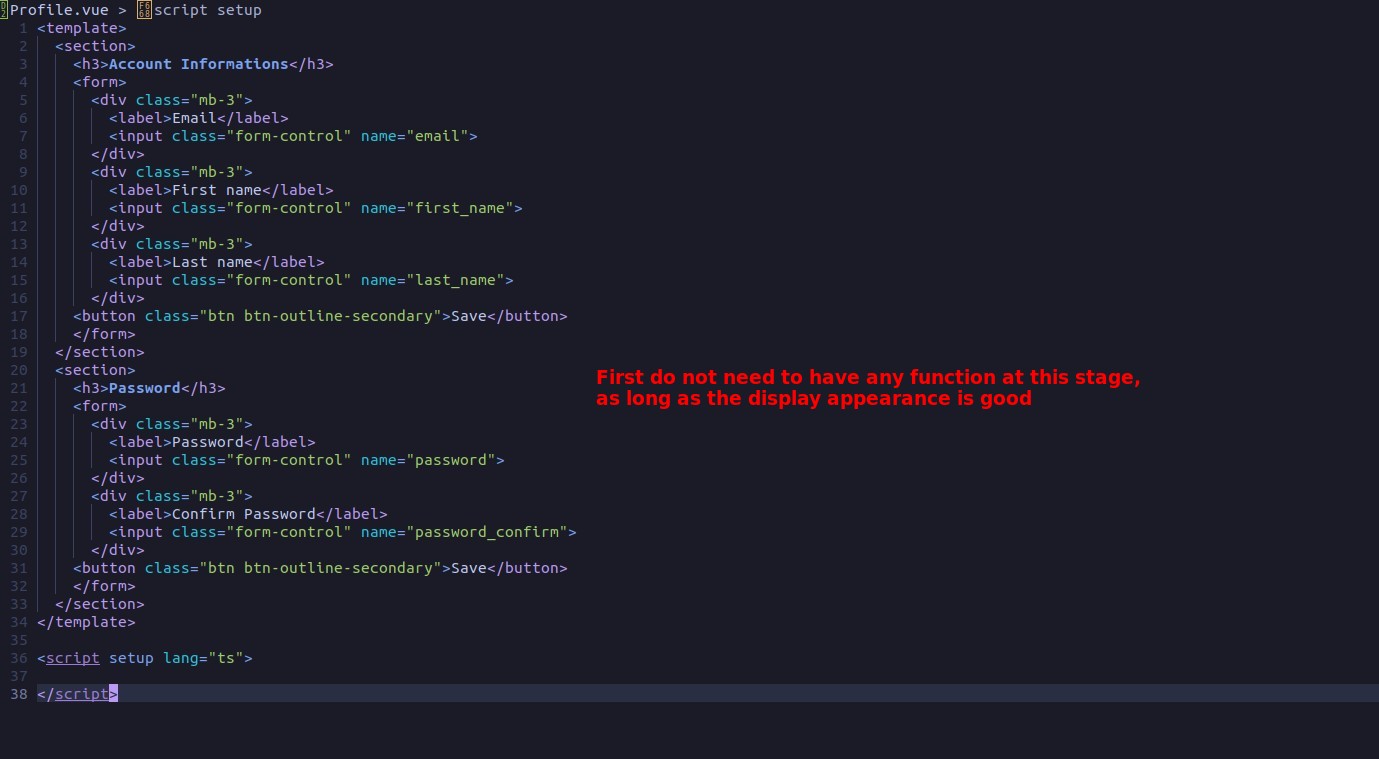 Profile.vue > script setup
1 <template>
2   <section>
3     <h3>Account Informations</h3>
4     <form>
5       <div class="mb-3">
6         <label>Email</label>
7         <input class="form-control" name="email">
8       </div>
9       <div class="mb-3">
10         <label>First name</label>
11         <input class="form-control" name="first_name">
12       </div>
13       <div class="mb-3">
14         <label>Last name</label>
15         <input class="form-control" name="last_name">
16       </div>
17     <button class="btn btn-outline-secondary">Save</button>
18     </form>
19   </section>
20   <section>
21     <h3>Password</h3>
First do not need to have any function at this stage,
as long as the display appearance is good
22     <form>
23       <div class="mb-3">
24         <label>Password</label>
25         <input class="form-control" name="password">
26       </div>
27       <div class="mb-3">
28         <label>Confirm Password</label>
29         <input class="form-control" name="password_confirm">
30       </div>
31     <button class="btn btn-outline-secondary">Save</button>
32     </form>
33   </section>
34 </template>
35
36 <script setup lang="ts">
37
38 </script>